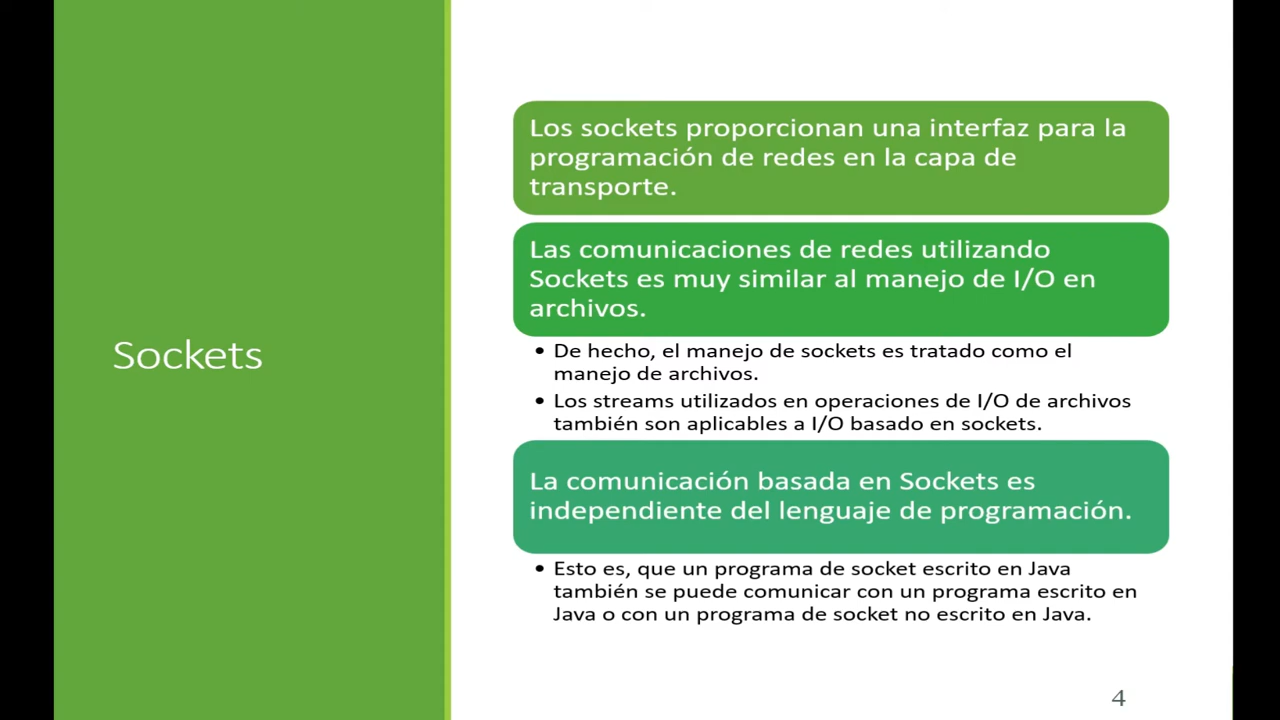 Sockets
Los sockets proporcionan una interfaz para la
programación de redes en la capa de
transporte.
Las comunicaciones de redes utilizando
Sockets es muy similar al manejo de I/O en
archivos.
• De hecho, el manejo de sockets es tratado como el
manejo de archivos.
• Los streams utilizados en operaciones de I/O de archivos
también son aplicables a I/O basado en sockets.
La comunicación basada en Sockets es
independiente del lenguaje de programación.
• Esto es, que un programa de socket escrito en Java
también se puede comunicar con un programa escrito en
Java o con un programa de socket no escrito en Java.
4